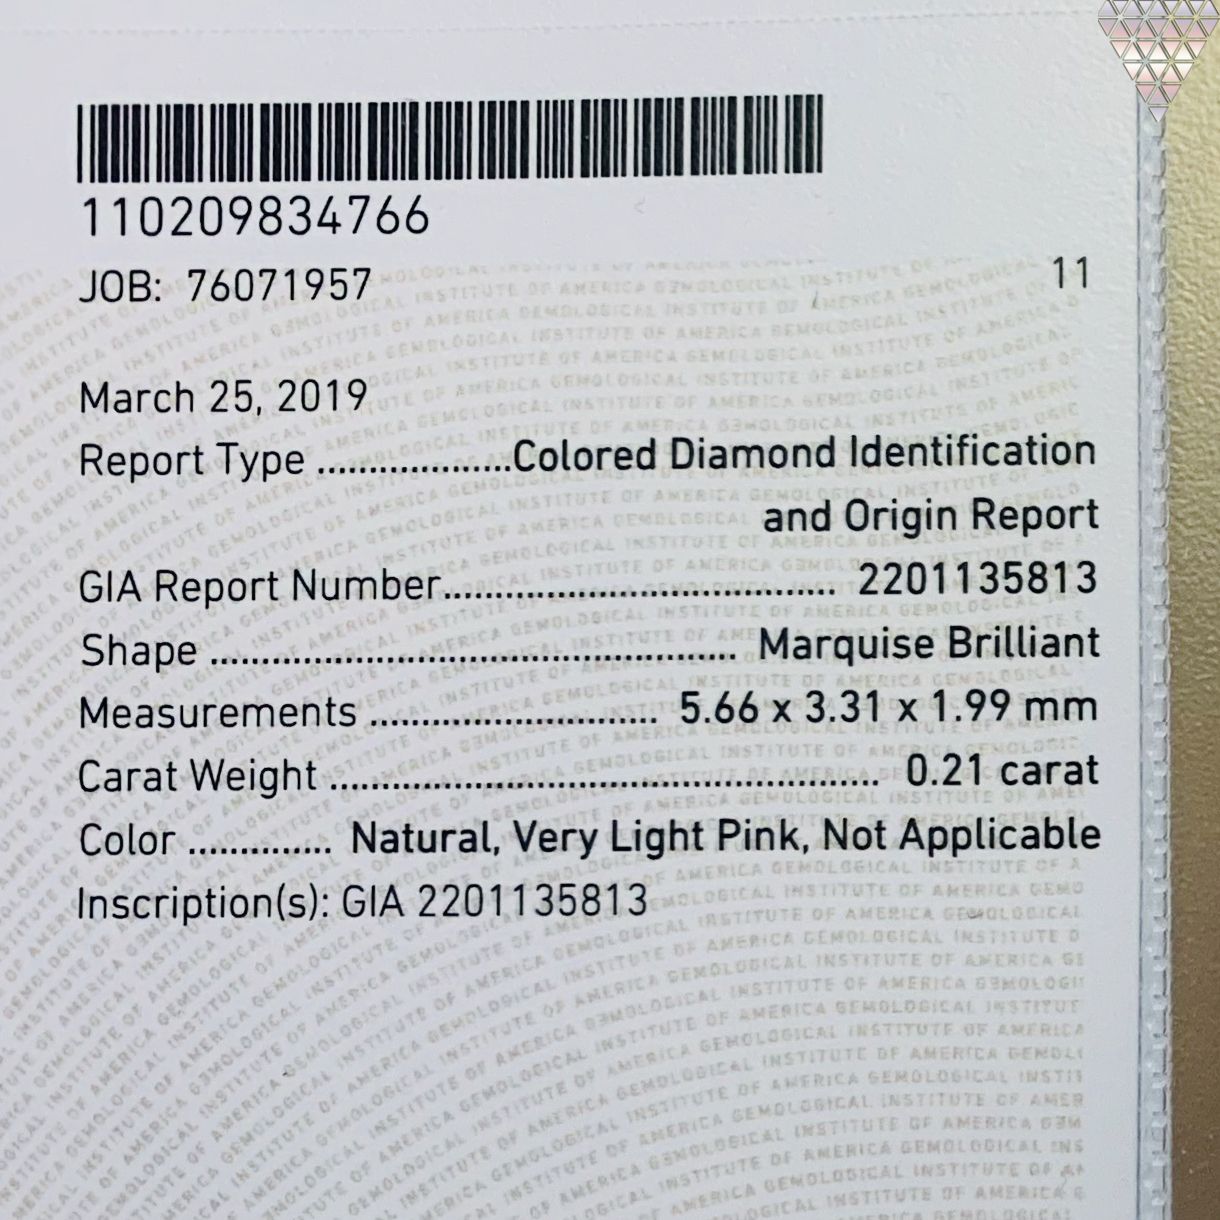 110209834766
JOB: 76071957
11
March 25, 2019
Report Type ...................Colored Diamond Identification
and Origin Report
GIA Report Number...................................... 2201135813
Shape ................................................... Marquise Brilliant
Measurements ............................ 5.66 x 3.31 x 1.99 mm
Carat Weight ..................................................... 0.21 carat
Color .............. Natural, Very Light Pink, Not Applicable
Inscription(s): GIA 2201135813